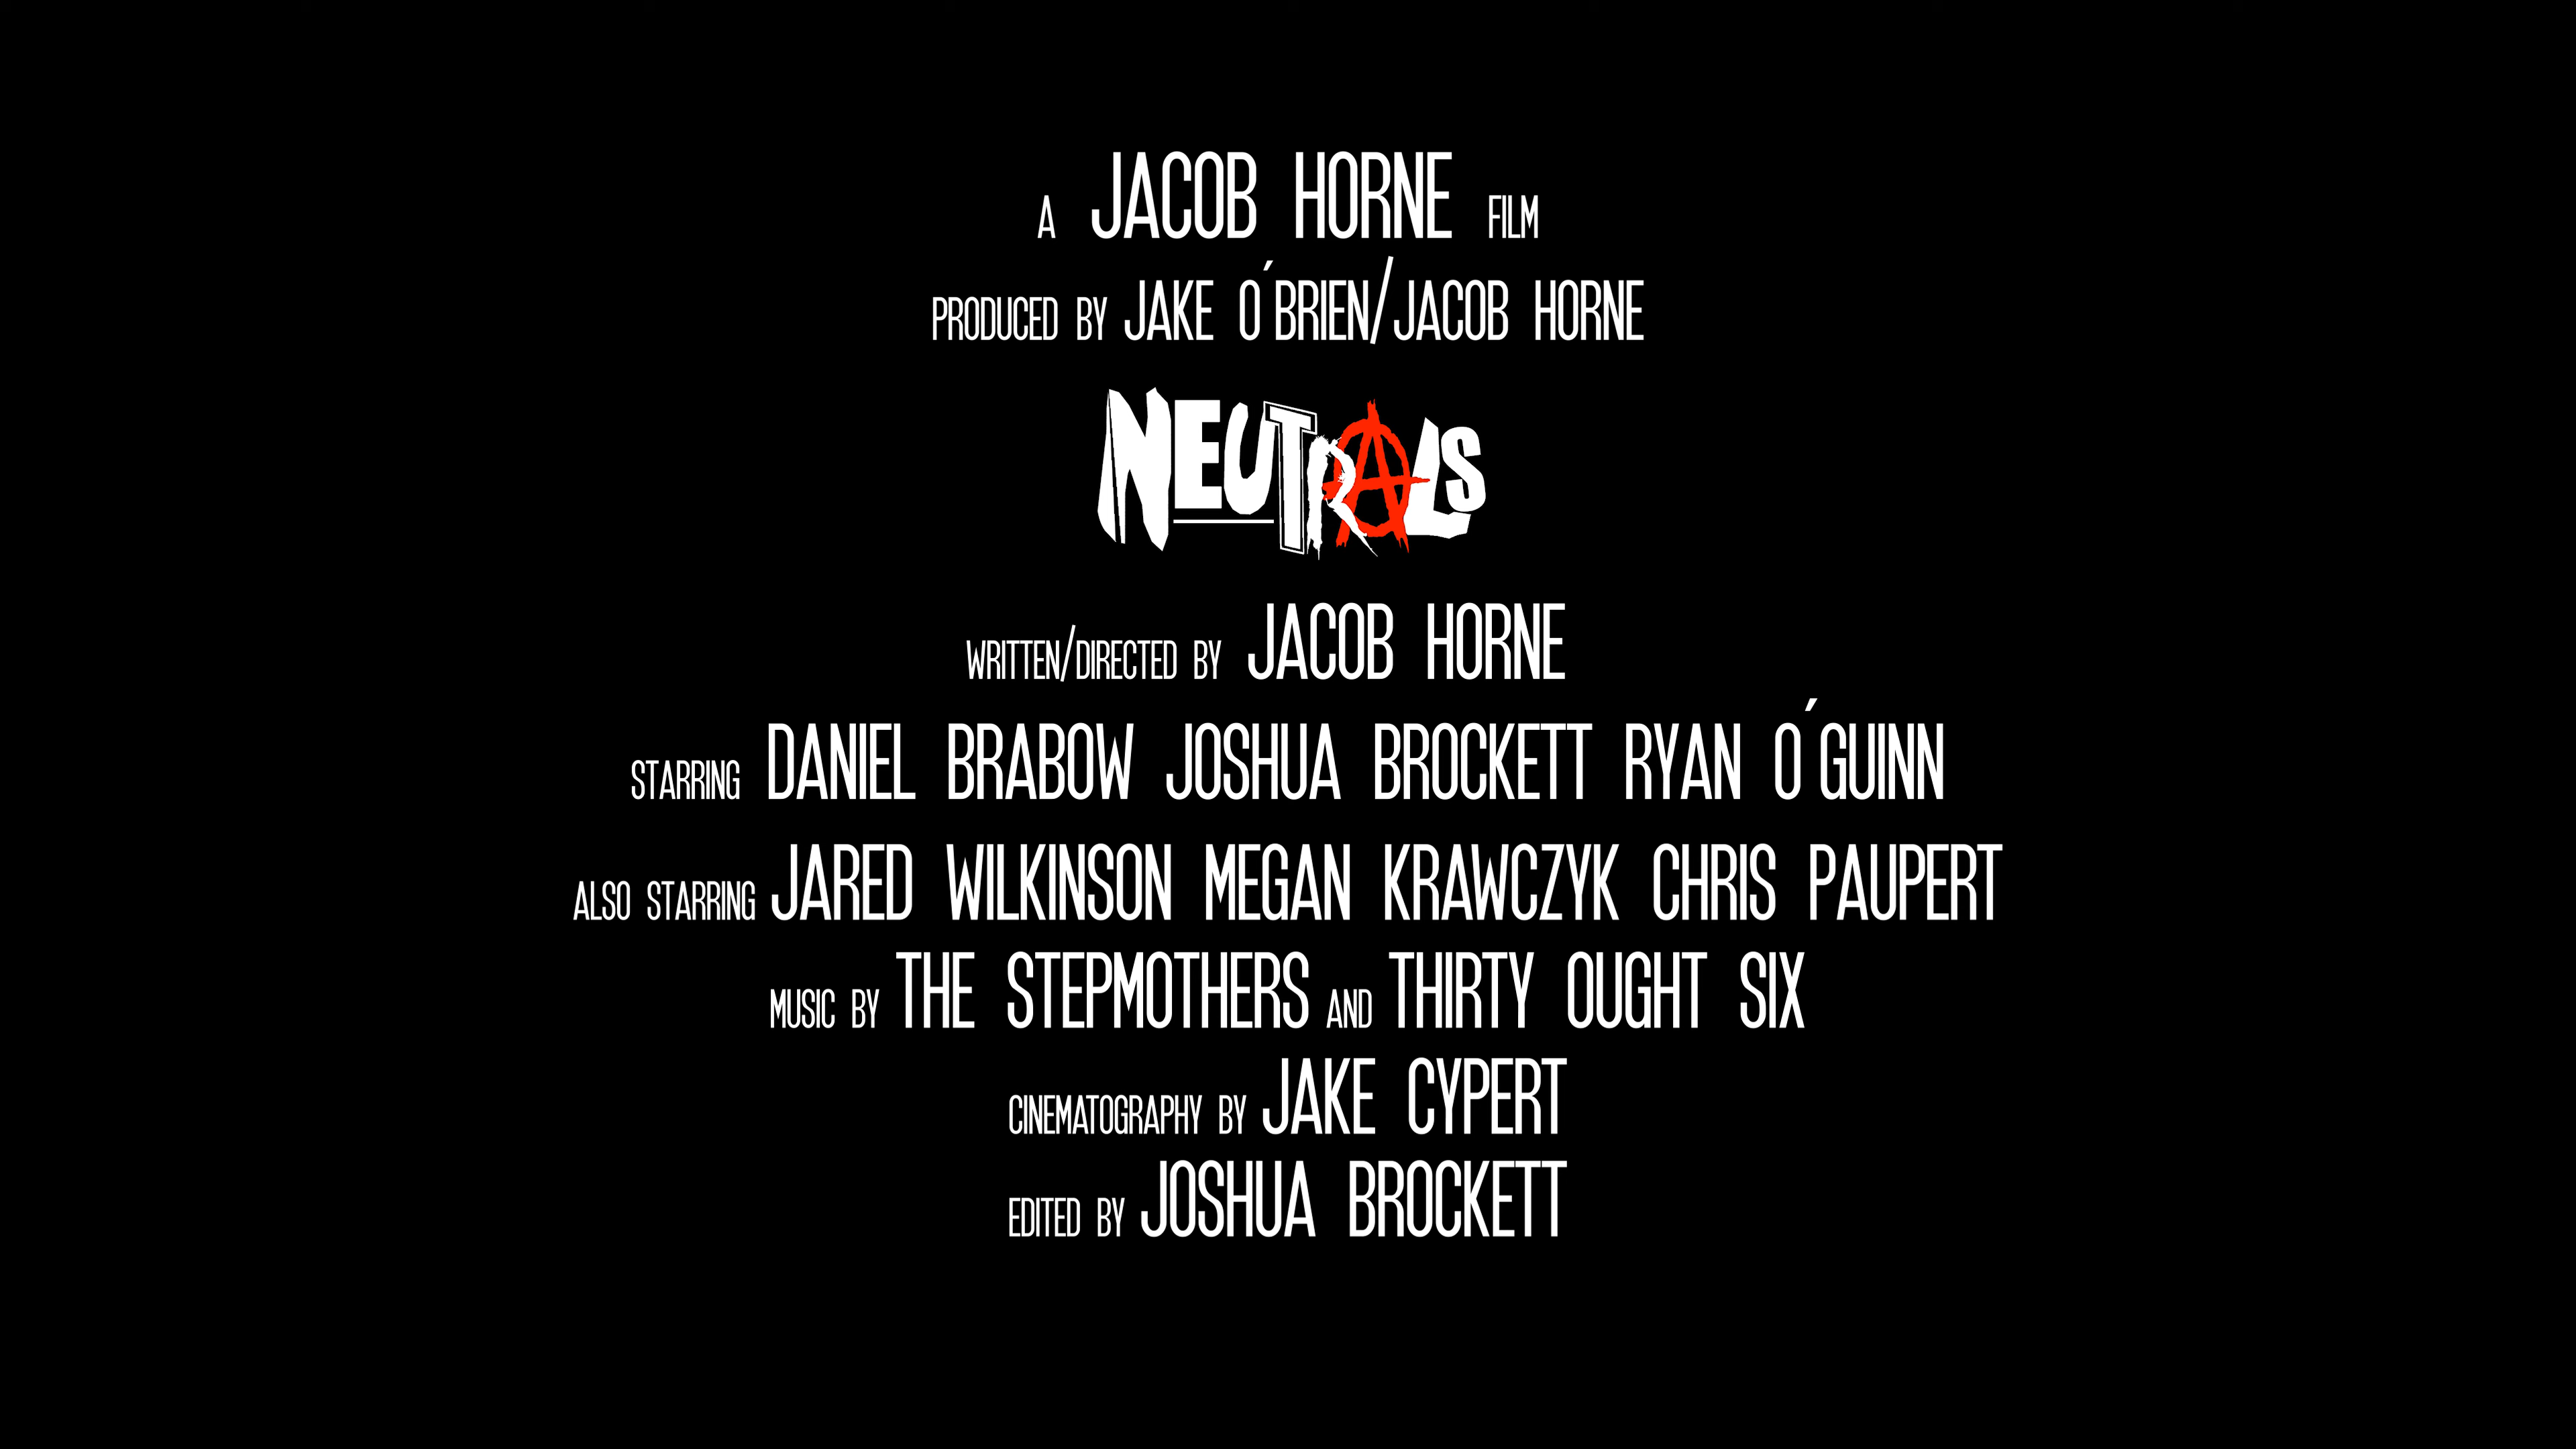 A JACOB HORNE FILM
PRODUCED BY JAKE O'BRIEN/JACOB HORNE
NEUTRALS
WRITTEN/DIRECTED BY JACOB HORNE
STARRING DANIEL BRABOW JOSHUA BROCKETT RYAN O'GUINN
ALSO STARRING JARED WILKINSON MEGAN KRAWCZYK CHRIS PAUPERT
MUSIC BY THE STEPMOTHERS AND THIRTY OUGHT SIX
CINEMATOGRAPHY BY JAKE CYPERT
EDITED BY JOSHUA BROCKETT